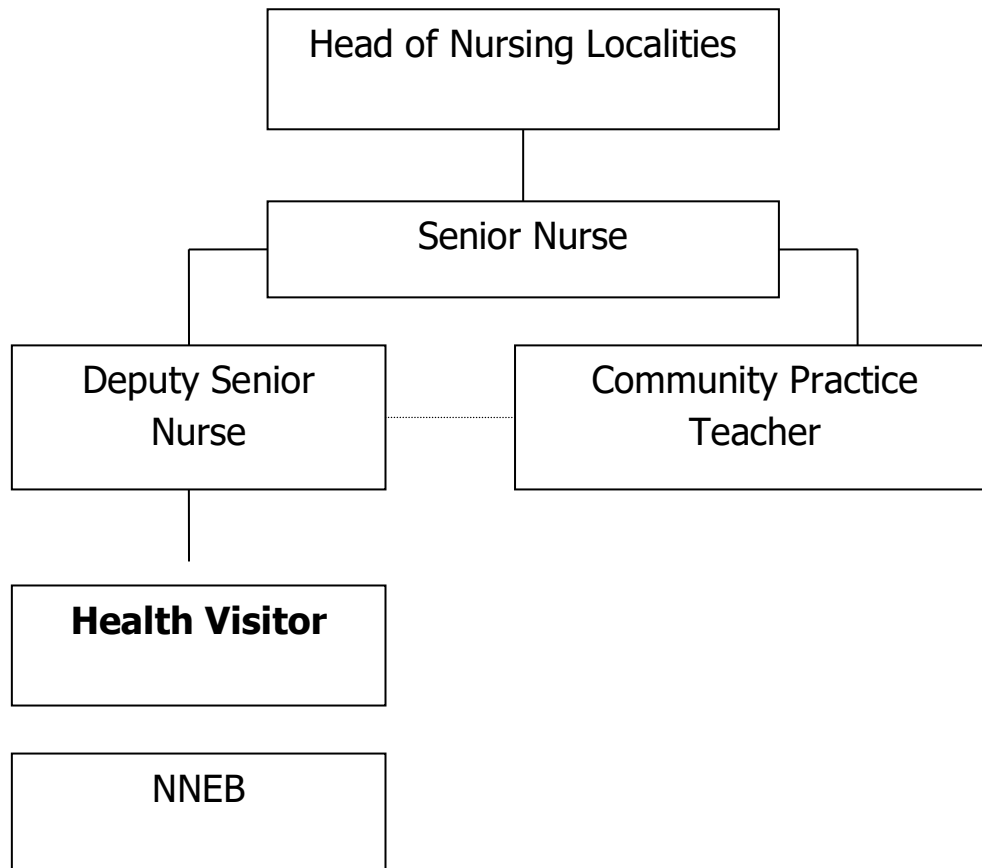 Head of Nursing Localities
Senior Nurse
Deputy Senior
Nurse
Community Practice
Teacher
Health Visitor
NNEB